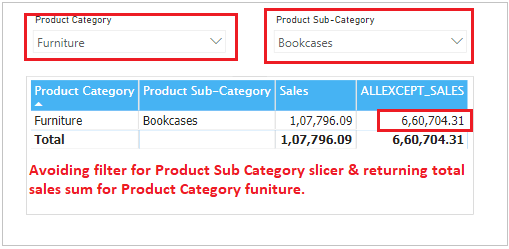 Product Category Product Sub-Category
Furniture Bookcases
Product Category Product Sub-Category Sales ALLEXCEPT_SALES
Furniture Bookcases 1,07,796.09 6,60,704.31
Total 1,07,796.09 6,60,704.31
Avoiding filter for Product Sub Category slicer & returning total
sales sum for Product Category funiture.